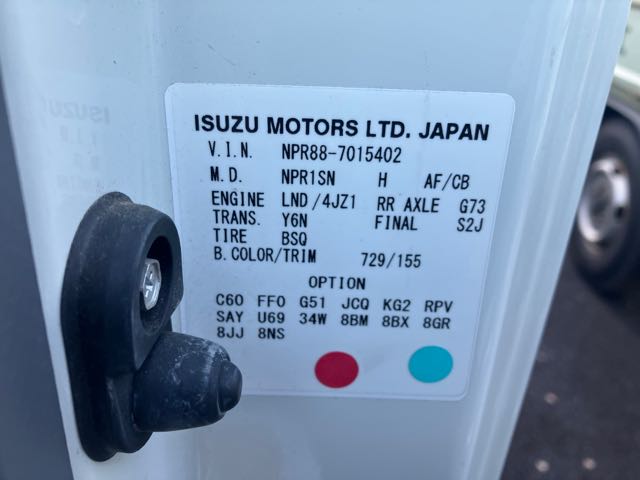 ISUZU MOTORS LTD. JAPAN
V.I.N. NPR88-7015402
M.D. NPR1SN H AF/CB
ENGINE LND/4JZ1 RR AXLE G73
TRANS. Y6N FINAL S2J
TIRE BSQ
B.COLOR/TRIM 729/155
OPTION
C60 FF0 G51 JCQ KG2 RPV
SAY U69 34W 8BM 8BX 8GR
8JJ 8NS
ISUZU